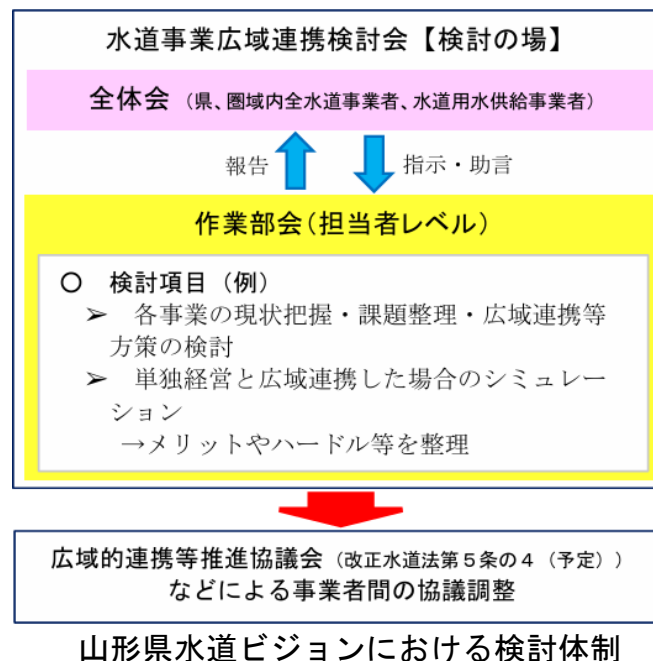 水道事業広域連携検討会【検討の場】
全体会（県、圏域内全水道事業者、水道用水供給事業者）
報告
指示・助言
作業部会（担当者レベル）
○ 検討項目（例）
➢ 各事業の現状把握・課題整理・広域連携等
方策の検討
➢ 単独経営と広域連携した場合のシミュレー
ション
→メリットやハードル等を整理
広域的連携等推進協議会（改正水道法第５条の４（予定））
などによる事業者間の協議調整
山形県水道ビジョンにおける検討体制